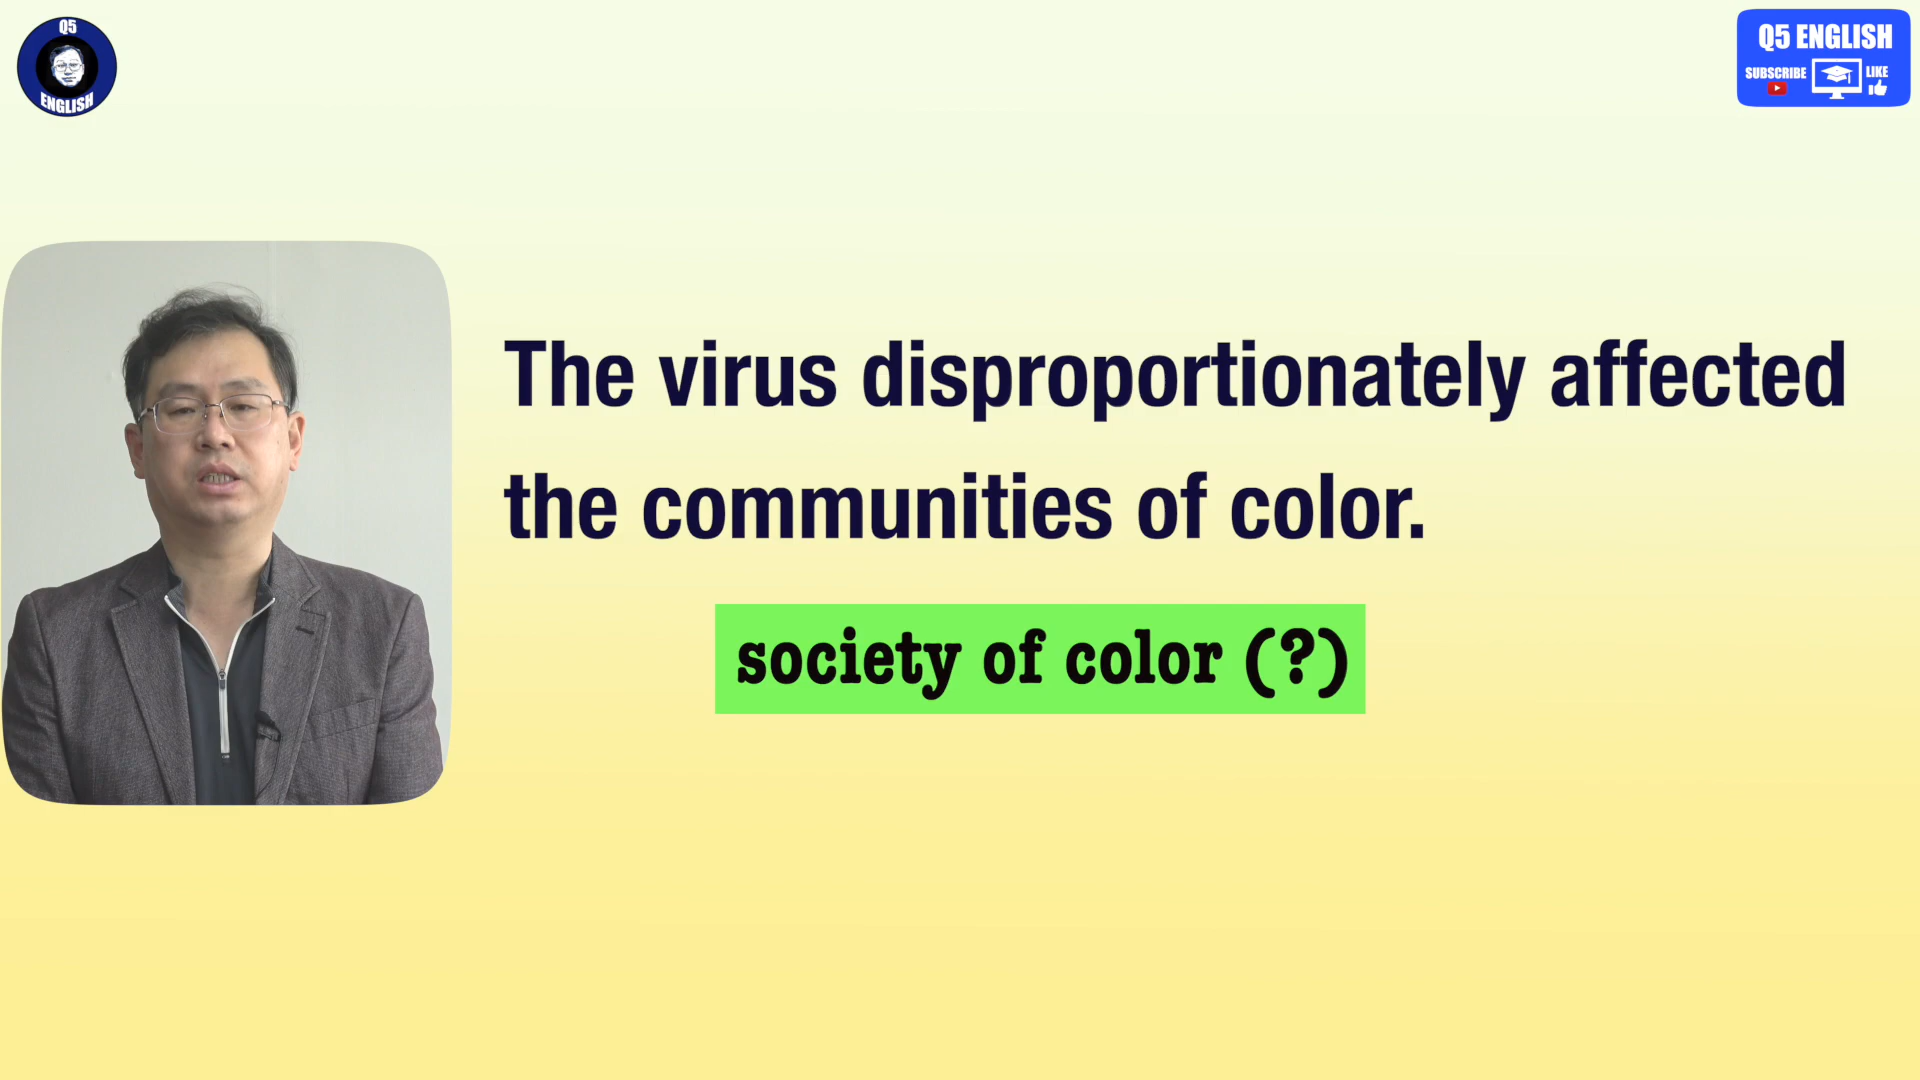 Q5
ENGLISH
Q5 ENGLISH
SUBSCRIBE
LIKE
The virus disproportionately affected
the communities of color.
society of color (?)